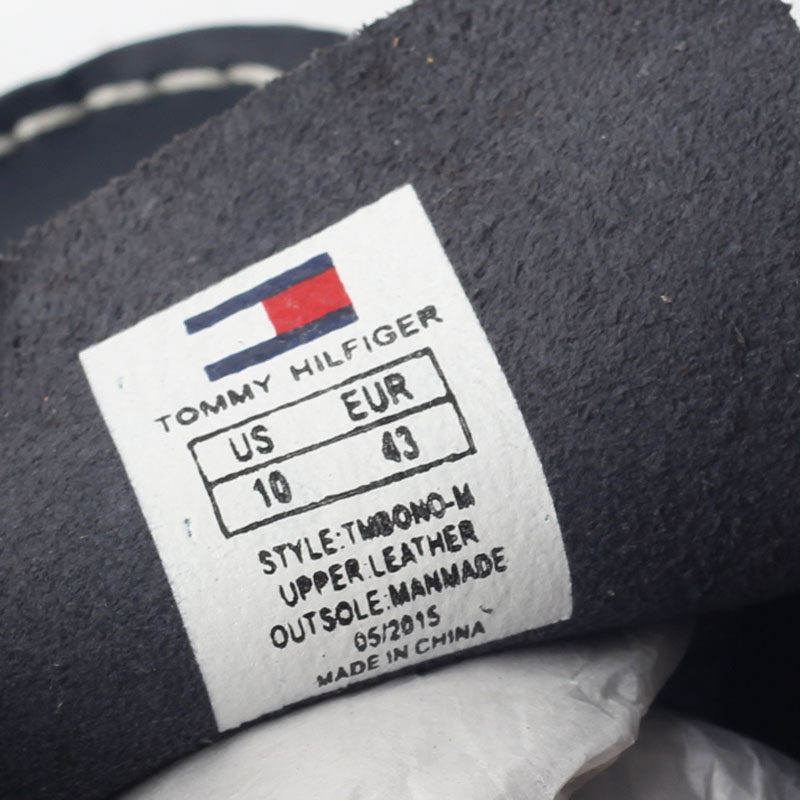 TOMMY HILFIGER
US EUR
10 43
STYLE:TMBONO-M
UPPER:LEATHER
OUTSOLE:MANMADE
05/2015
MADE IN CHINA